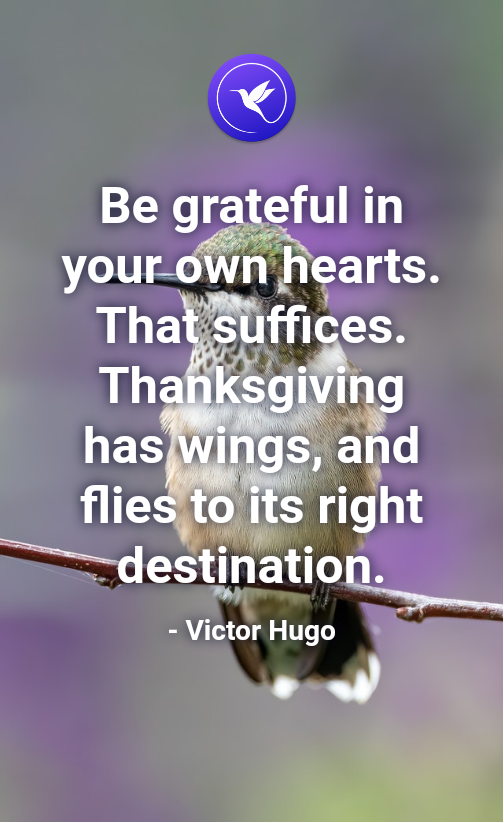 Be grateful in
your own hearts.
That suffices.
Thanksgiving
has wings, and
flies to its right
destination.
- Victor Hugo